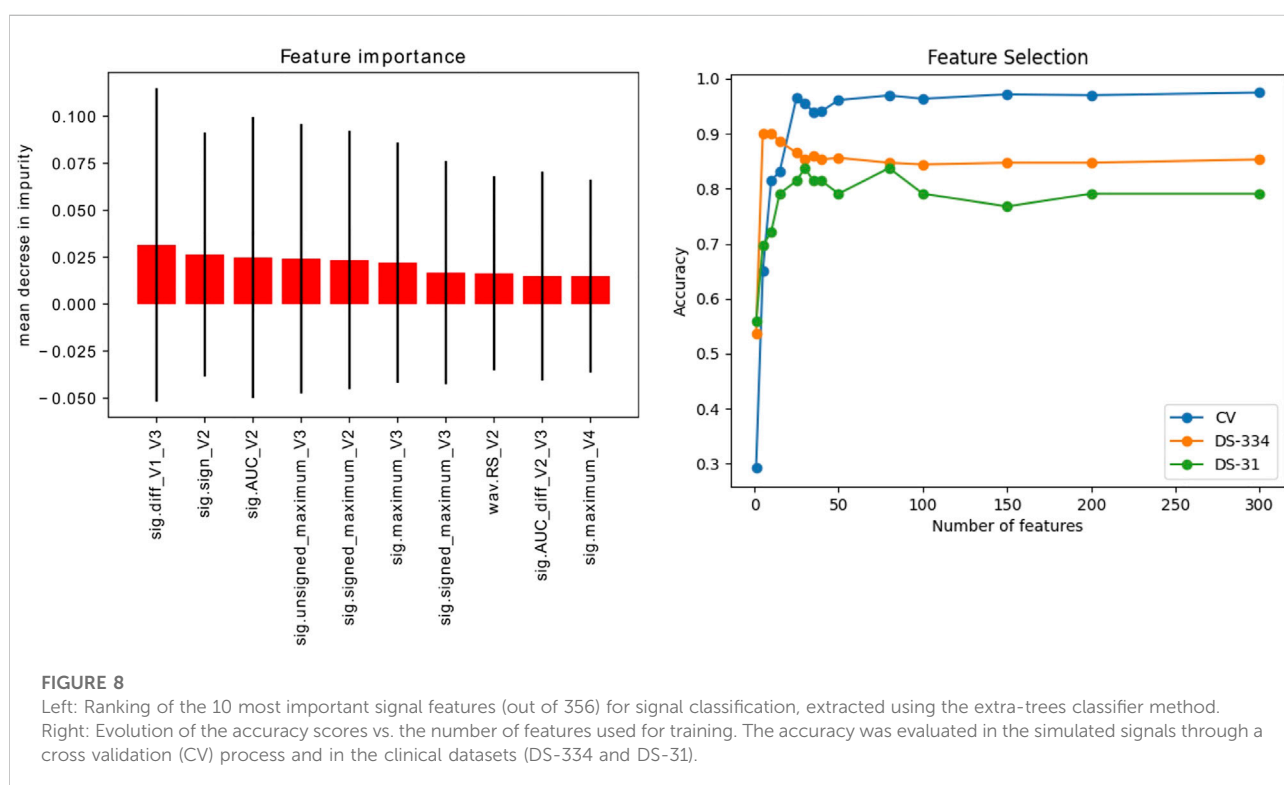 Feature importance
mean decrese in impurity
0.100
0.075
0.050
0.025
0.000
−0.025
−0.050
sig.diff_V1_V3
sig.sign_V2
sig.AUC_V2
sig.unsigned_maximum_V3
sig.signed_maximum_V2
sig.maximum_V3
sig.signed_maximum_V3
wav.RS_V2
sig.AUC_diff_V2_V3
sig.maximum_V4
Feature Selection
Accuracy
1.0
0.9
0.8
0.7
0.6
0.5
0.4
0.3
CV
DS-334
DS-31
0 50 100 150 200 250 300
Number of features
FIGURE 8
Left: Ranking of the 10 most important signal features (out of 356) for signal classification, extracted using the extra-trees classifier method.
Right: Evolution of the accuracy scores vs. the number of features used for training. The accuracy was evaluated in the simulated signals through a
cross validation (CV) process and in the clinical datasets (DS-334 and DS-31).